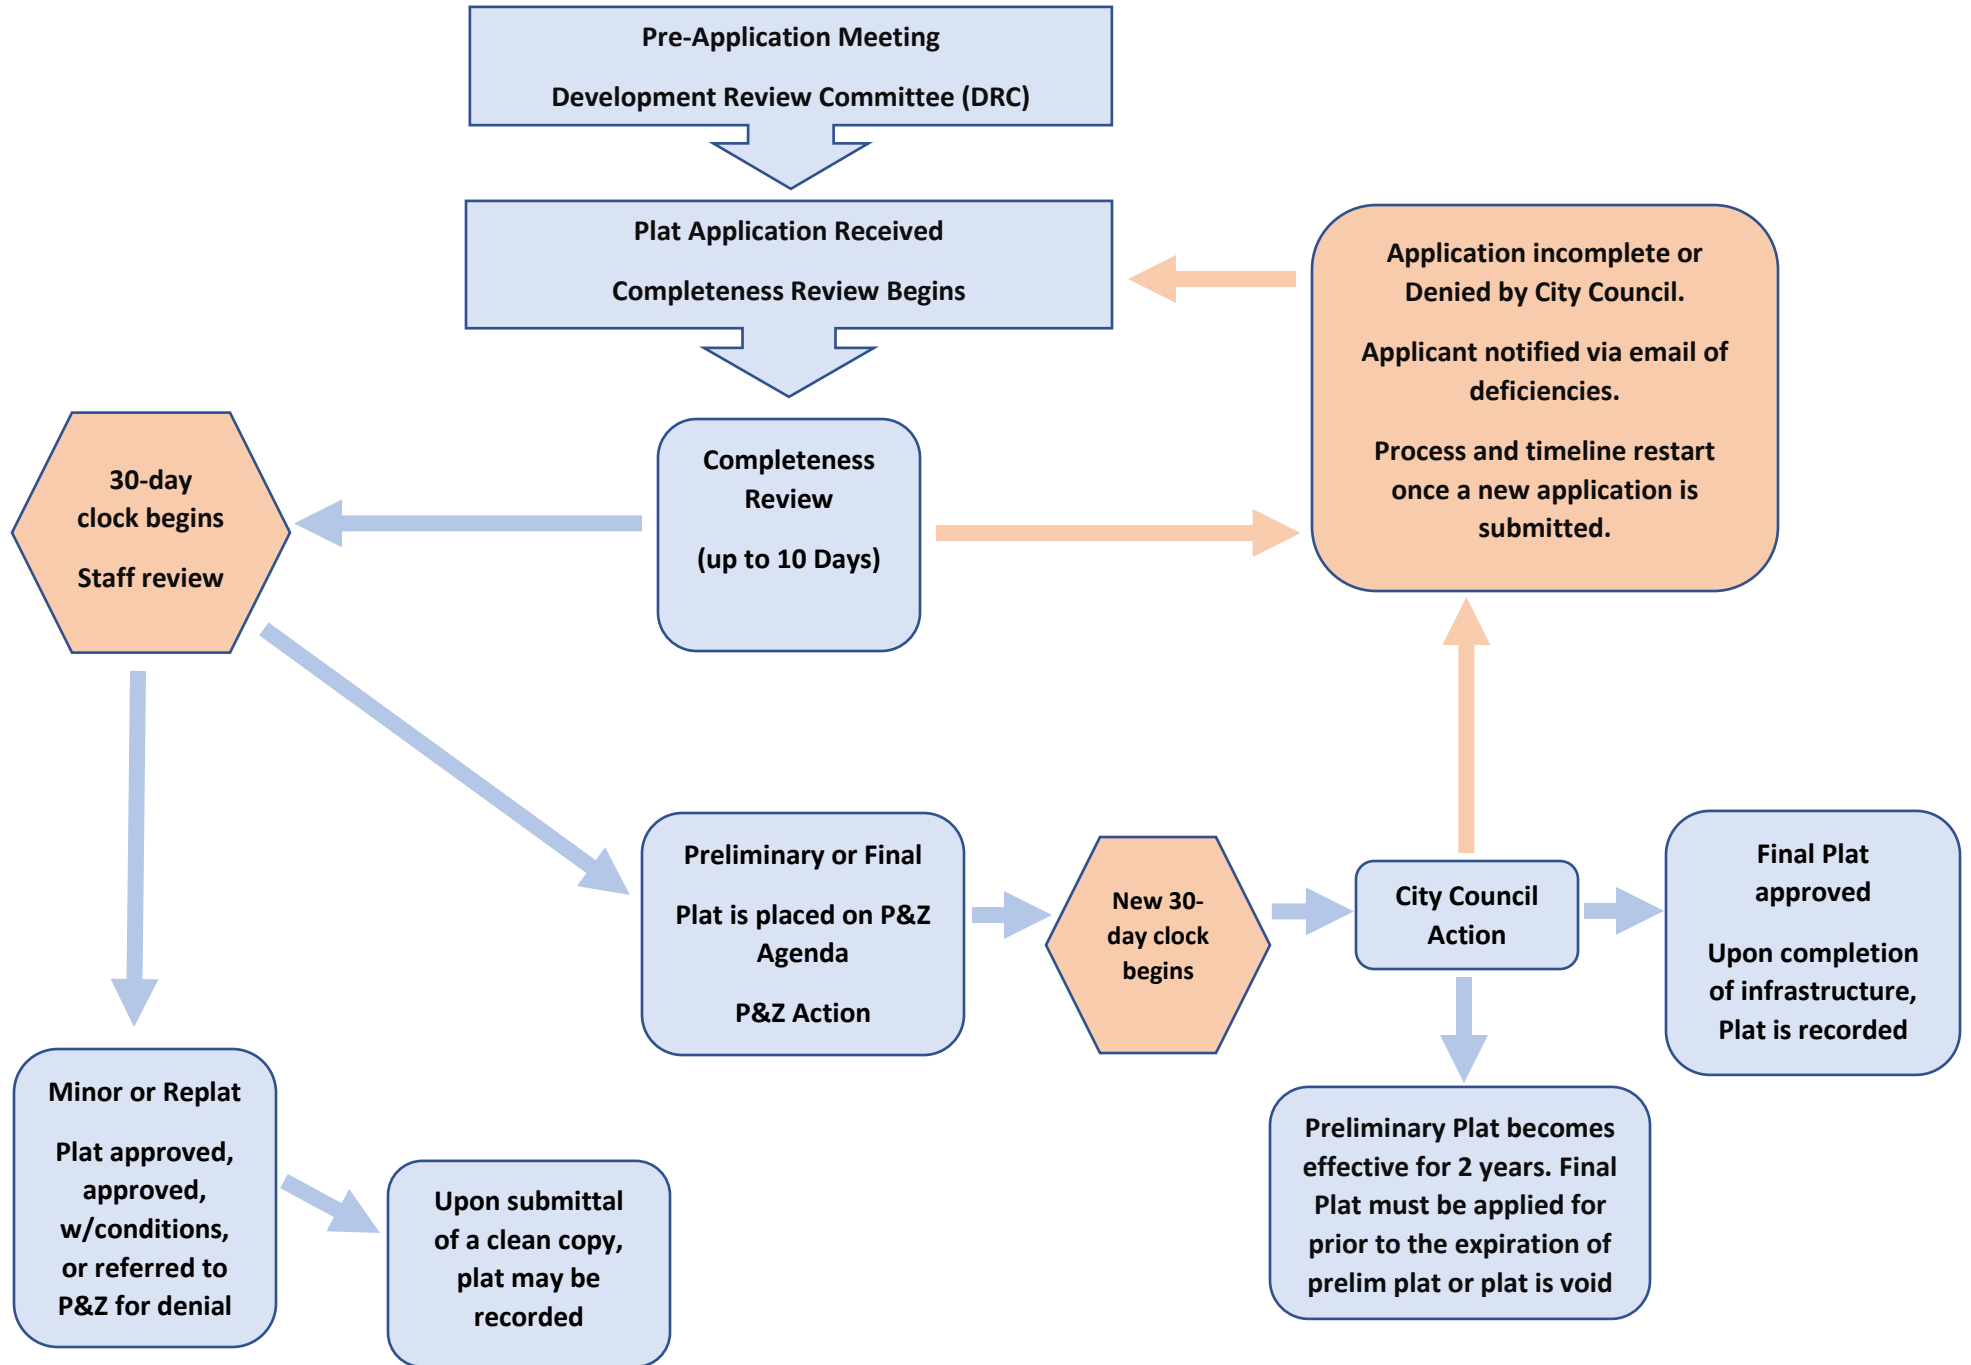 Pre-Application Meeting
Development Review Committee (DRC)
Plat Application Received
Completeness Review Begins
Application incomplete or
Denied by City Council.
Applicant notified via email of
deficiencies.
Process and timeline restart
once a new application is
submitted.
Completeness
Review
(up to 10 Days)
30-day
clock begins
Staff review
Preliminary or Final
Plat is placed on P&Z
Agenda
P&Z Action
New 30-
day clock
begins
City Council
Action
Final Plat
approved
Upon completion
of infrastructure,
Plat is recorded
Minor or Replat
Plat approved,
approved,
w/conditions,
or referred to
P&Z for denial
Upon submittal
of a clean copy,
plat may be
recorded
Preliminary Plat becomes
effective for 2 years. Final
Plat must be applied for
prior to the expiration of
prelim plat or plat is void